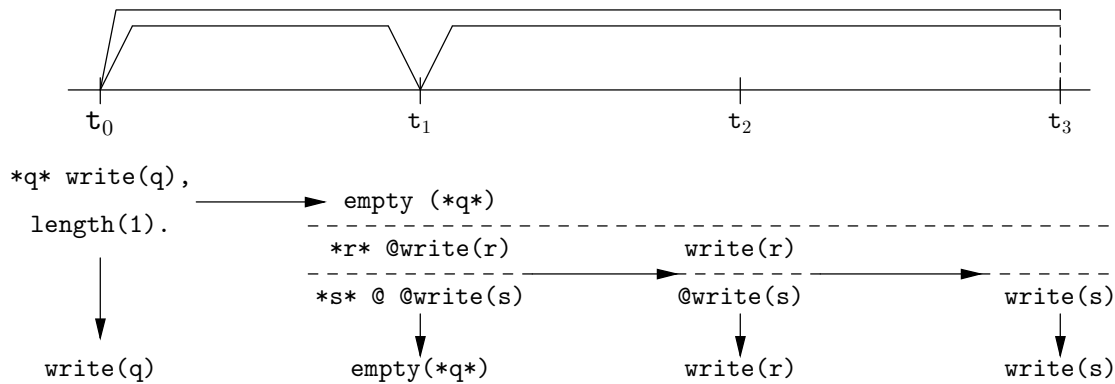 t₀ t₁ t₂ t₃
*q* write(q),
empty (*q*)
length(1).
*r* @write(r) write(r)
*s* @ @write(s) @write(s) write(s)
write(q) empty(*q*) write(r) write(s)